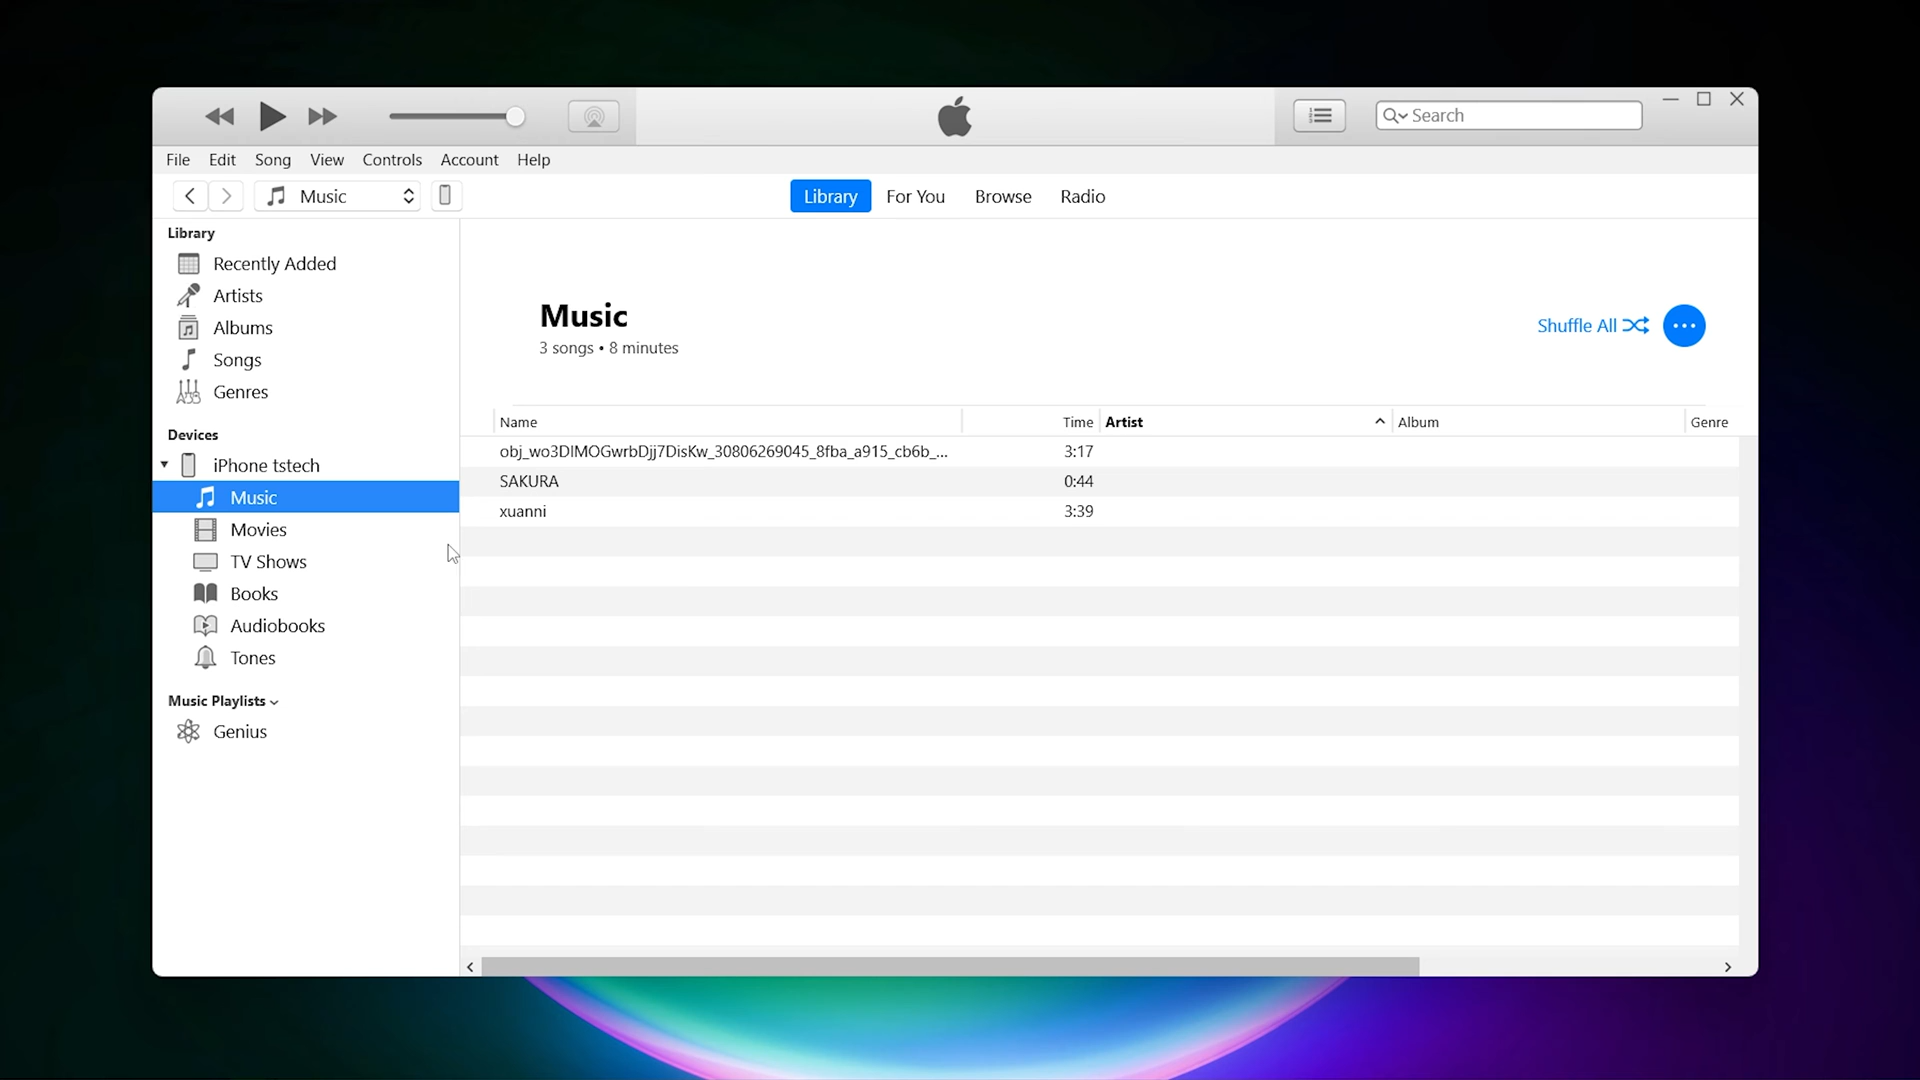 Search
File Edit Song View Controls Account Help
Music
Library For You Browse Radio
Library
Recently Added
Artists
Albums
Songs
Genres
Devices
iPhone tstech
Music
Movies
TV Shows
Books
Audiobooks
Tones
Music Playlists
Genius
Music
3 songs • 8 minutes
Shuffle All
Name Time Artist Album Genre
obj_wo3DlMOGwrbDjj7DisKw_30806269045_8fba_a915_cb6b_... 3:17
SAKURA 0:44
xuanni 3:39